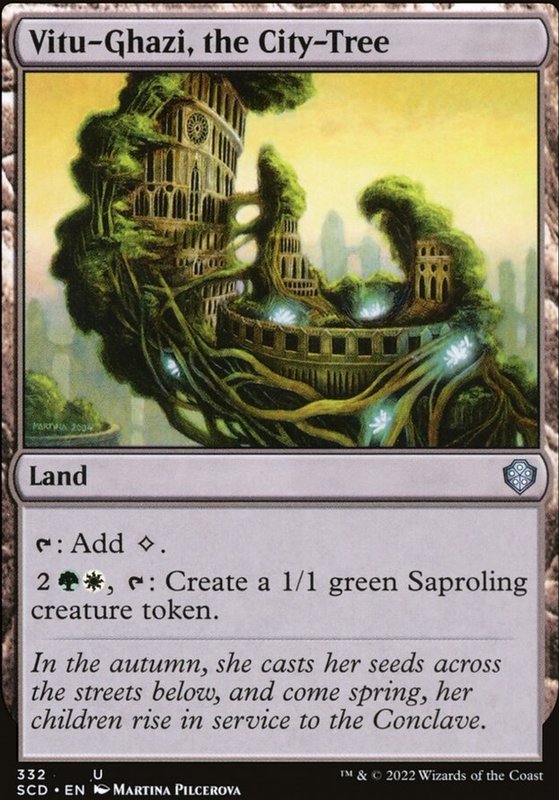 Vitu-Ghazi, the City-Tree
MARTINA 2004
Land
: Add .
2 , : Create a 1/1 green Saproling
creature token.
In the autumn, she casts her seeds across
the streets below, and come spring, her
children rise in service to the Conclave.
332 U
SCD • EN MARTINA PILCEROVA
™ & © 2022 Wizards of the Coast